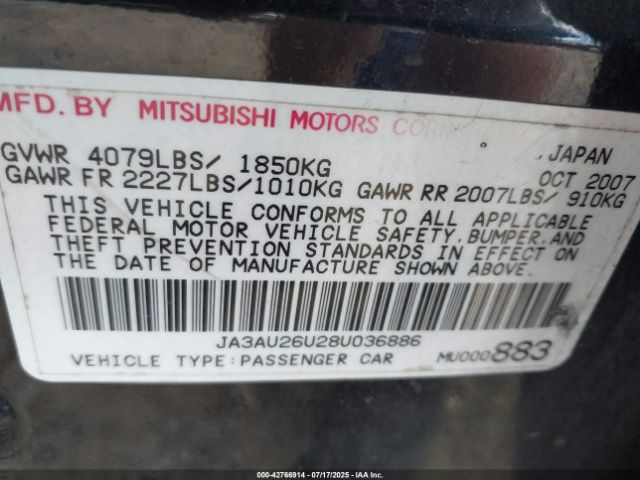 MFD. BY MITSUBISHI MOTORS
JAPAN
GVWR 4079LBS/ 1850KG OCT 2007
GAWR FR 2227LBS/1010KG GAWR RR 2007LBS/ 910KG
THIS VEHICLE CONFORMS TO ALL APPLICABLE
FEDERAL MOTOR VEHICLE SAFETY, BUMPER, AND
THEFT PREVENTION STANDARDS IN EFFECT ON
THE DATE OF MANUFACTURE SHOWN ABOVE.
JA3AU26U28U036886
VEHICLE TYPE:PASSENGER CAR MU000883
000-42766914 - 07/17/2025 - IAA Inc.